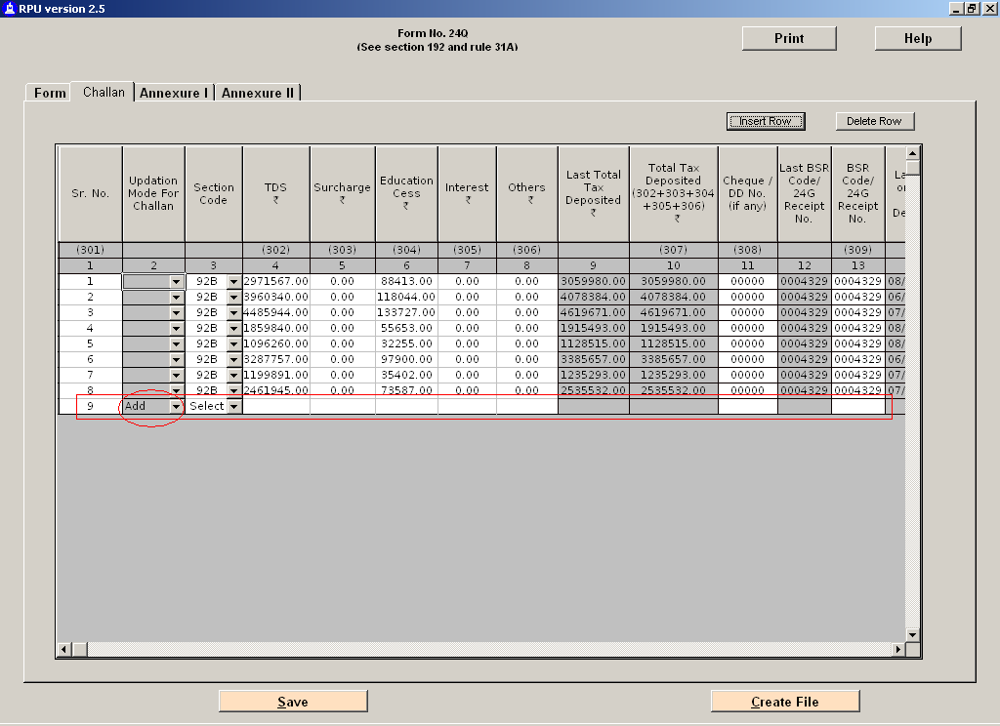 RPU version 2.5
Form No. 24Q
(See section 192 and rule 31A)
Print
Help
Form
Challan
Annexure I
Annexure II
Insert Row
Delete Row
Sr. No.
Updation
Mode For
Challan
Section
Code
TDS
₹
Surcharge
₹
Education
Cess
₹
Interest
₹
Others
₹
Last Total
Tax
Deposited
₹
Total Tax
Deposited
(302+303+304
+305+306)
₹
Cheque /
DD No.
(if any)
Last BSR
Code/
24G
Receipt
No.
BSR
Code/
24G
Receipt
No.
(301) (302) (303) (304) (305) (306) (307) (308) (309)
1 2 3 4 5 6 7 8 9 10 11 12 13
1 92B 2971567.00 0.00 88413.00 0.00 0.00 3059980.00 3059980.00 00000 0004329 0004329 08/
2 92B 3960340.00 0.00 118044.00 0.00 0.00 4078384.00 4078384.00 00000 0004329 0004329 06/
3 92B 4485944.00 0.00 133727.00 0.00 0.00 4619671.00 4619671.00 00000 0004329 0004329 07/
4 92B 1859840.00 0.00 55653.00 0.00 0.00 1915493.00 1915493.00 00000 0004329 0004329 08/
5 92B 1096260.00 0.00 32255.00 0.00 0.00 1128515.00 1128515.00 00000 0004329 0004329 08/
6 92B 3287757.00 0.00 97900.00 0.00 0.00 3385657.00 3385657.00 00000 0004329 0004329 06/
7 92B 1199891.00 0.00 35402.00 0.00 0.00 1235293.00 1235293.00 00000 0004329 0004329 07/
8 92B 2461945.00 0.00 73587.00 0.00 0.00 2535532.00 2535532.00 00000 0004329 0004329 07/
9 Add Select
Save
Create File